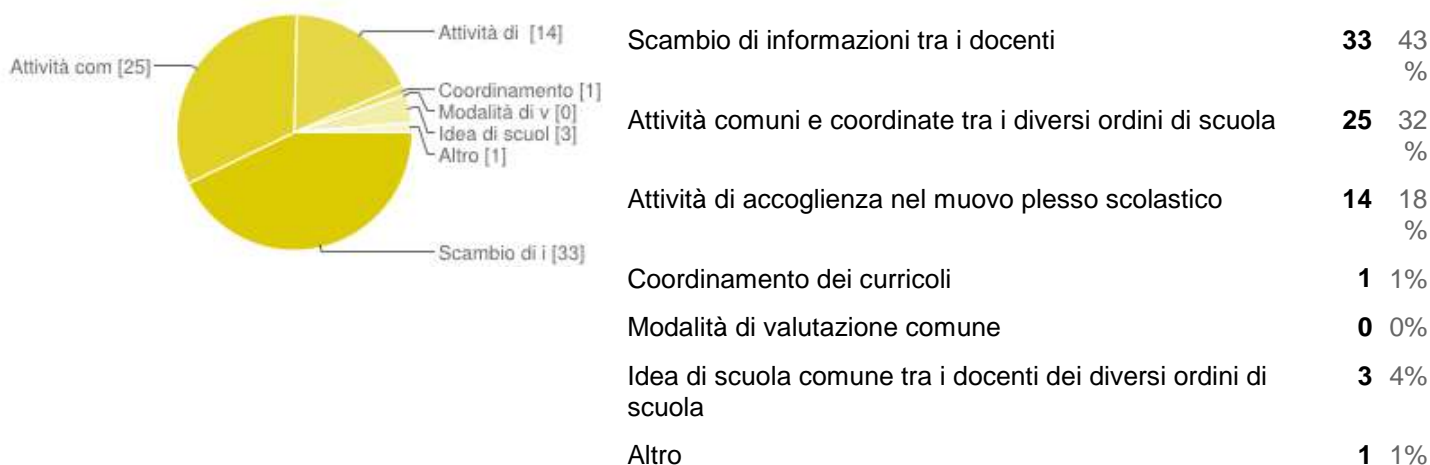 Attività di [14]
Attività com [25]
Coordinamento [1]
Modalità di v [0]
Idea di scuol [3]
Altro [1]
Scambio di i [33]
Scambio di informazioni tra i docenti 33 43
%
Attività comuni e coordinate tra i diversi ordini di scuola 25 32
%
Attività di accoglienza nel muovo plesso scolastico 14 18
%
Coordinamento dei curricoli 1 1%
Modalità di valutazione comune 0 0%
Idea di scuola comune tra i docenti dei diversi ordini di 3 4%
scuola
Altro 1 1%